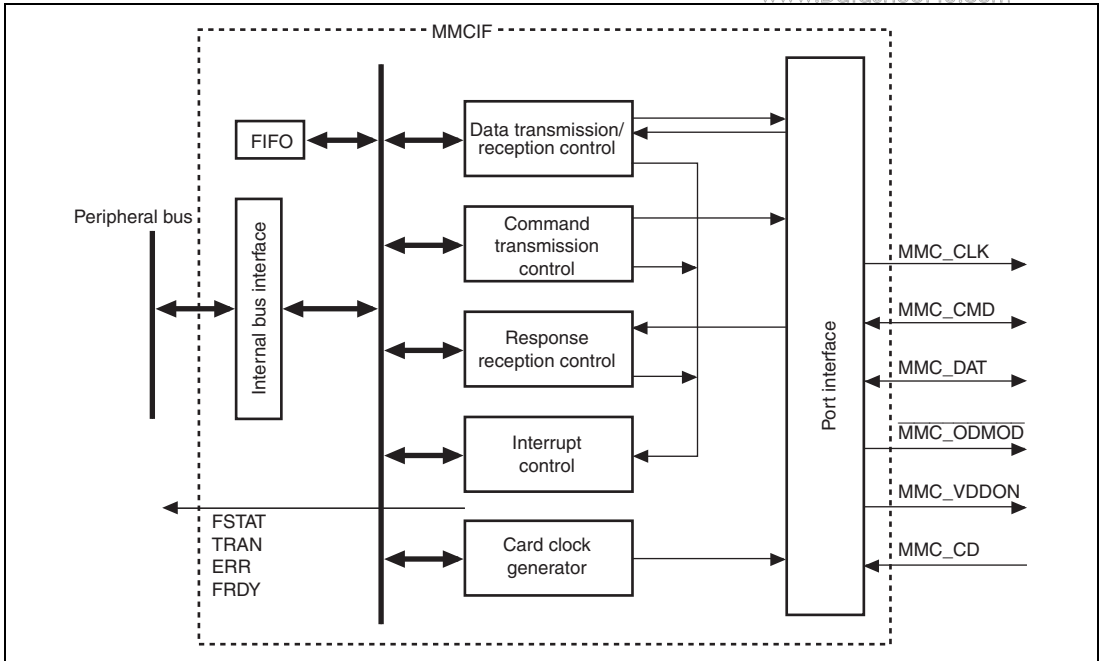 MMCIF
FIFO
Data transmission/
reception control
Peripheral bus
Internal bus interface
Command
transmission
control
Response
reception control
Interrupt
control
FSTAT
TRAN
ERR
FRDY
Card clock
generator
Port interface
MMC_CLK
MMC_CMD
MMC_DAT
MMC_ODMOD
MMC_VDDON
MMC_CD